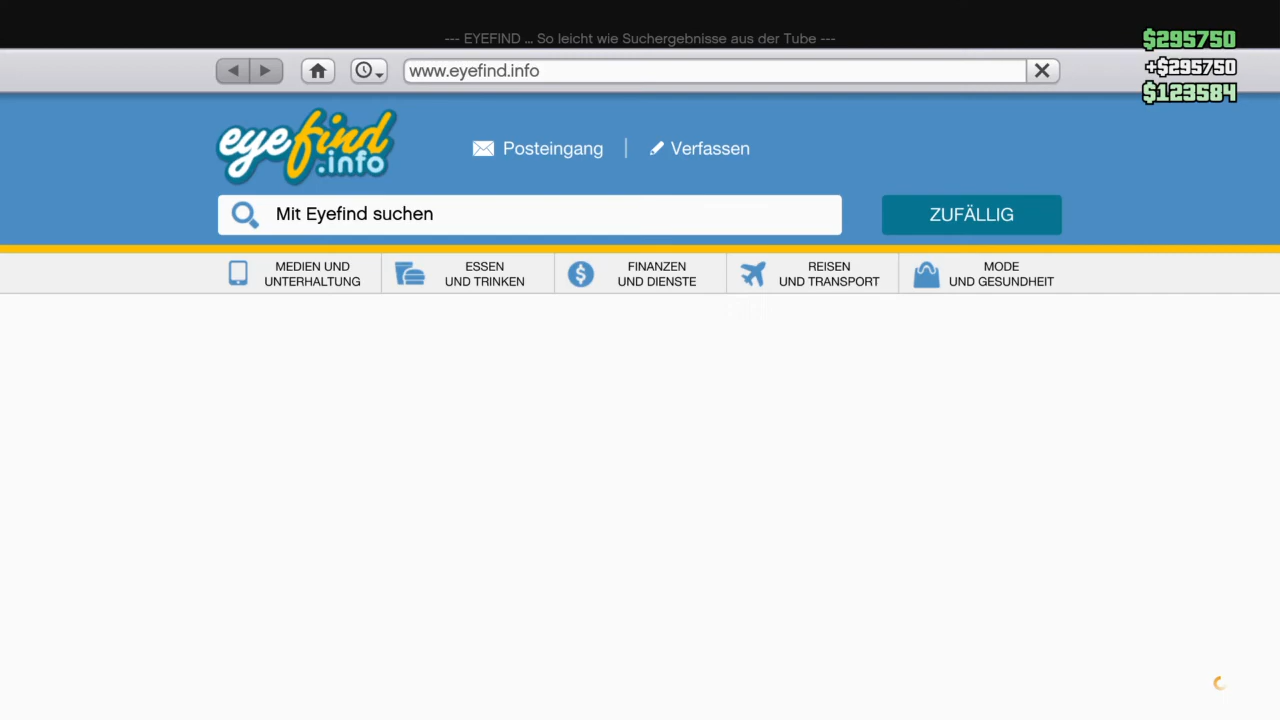 --- EYEFIND ... So leicht wie Suchergebnisse aus der Tube ---
$295750
+$295750
$123584
www.eyefind.info
eyefind
.info
Posteingang
Verfassen
Mit Eyefind suchen
ZUFÄLLIG
MEDIEN UND
UNTERHALTUNG
ESSEN
UND TRINKEN
FINANZEN
UND DIENSTE
REISEN
UND TRANSPORT
MODE
UND GESUNDHEIT